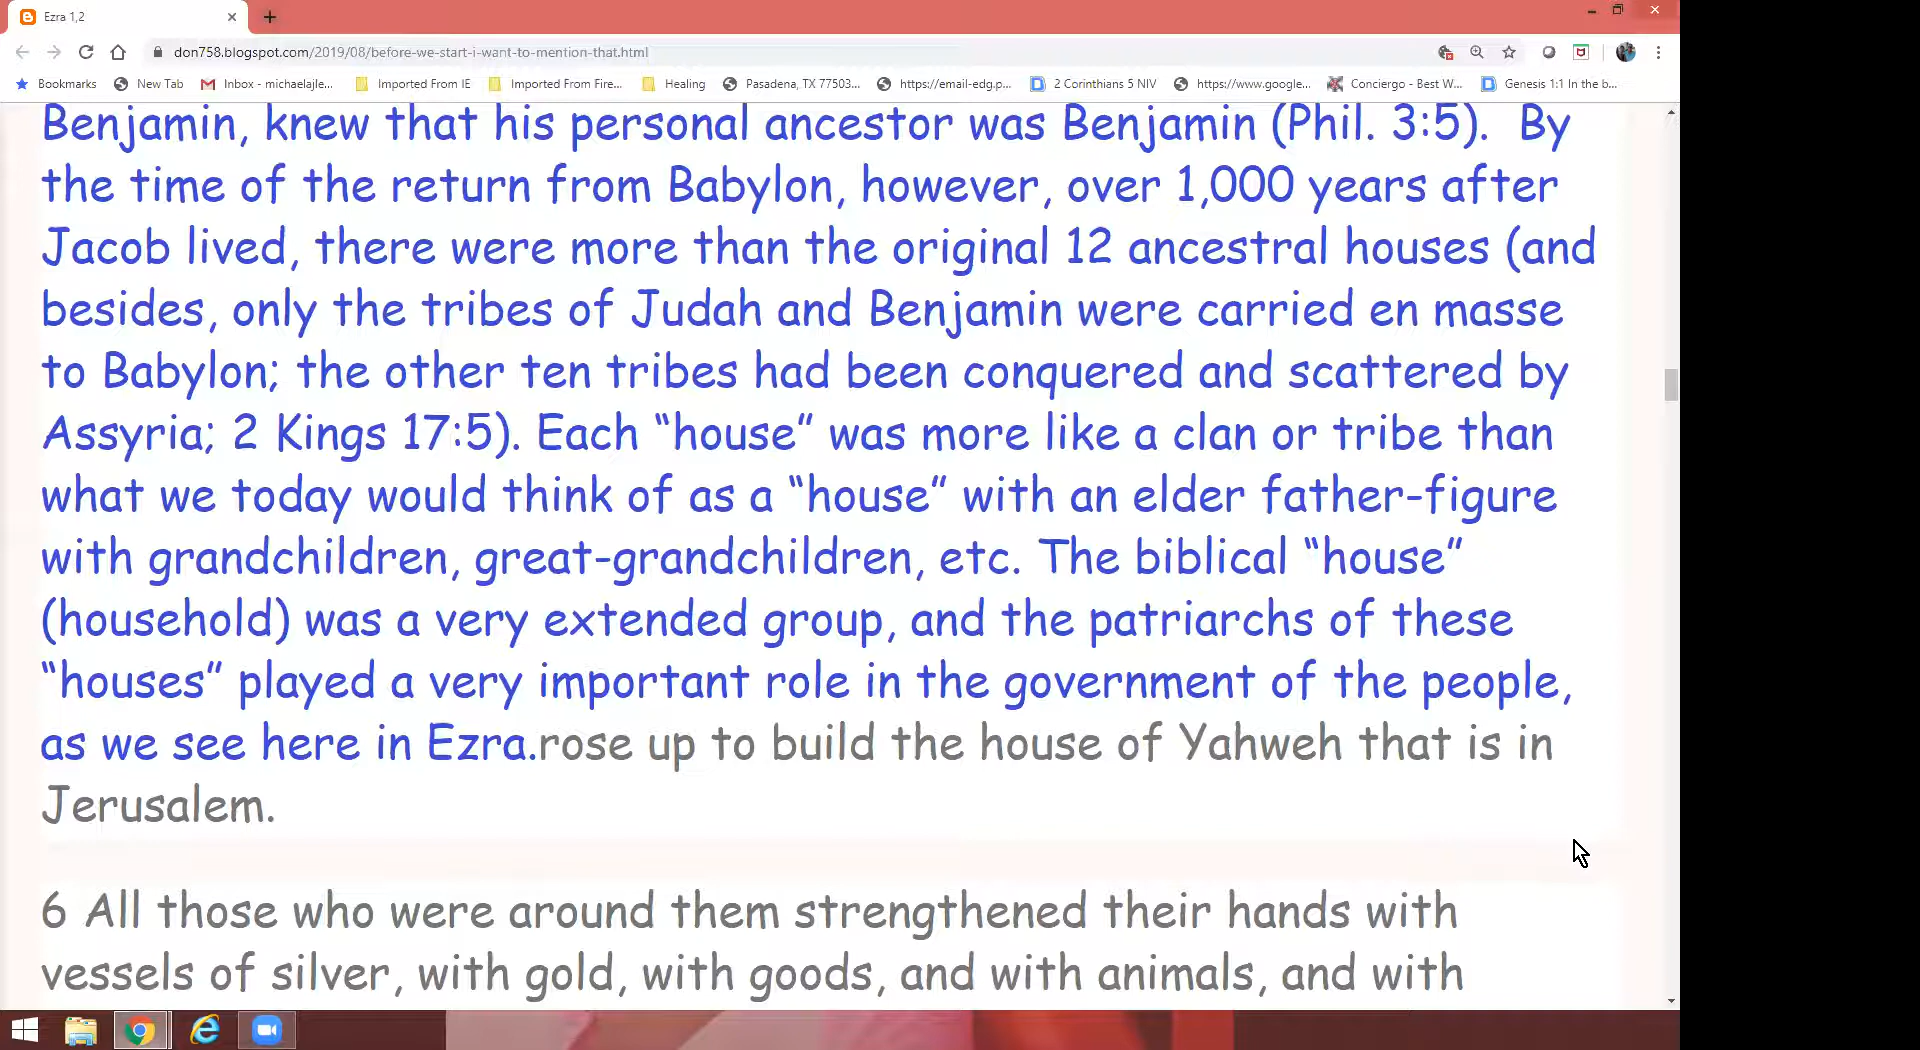 Ezra 1,2
don758.blogspot.com/2019/08/before-we-start-i-want-to-mention-that.html
Bookmarks New Tab Inbox - michaelajle... Imported From IE Imported From Fire... Healing Pasadena, TX 77503... https://email-edg.p... 2 Corinthians 5 NIV https://www.google... Conciergo - Best W... Genesis 1:1 In the b...
Benjamin, knew that his personal ancestor was Benjamin (Phil. 3:5). By
the time of the return from Babylon, however, over 1,000 years after
Jacob lived, there were more than the original 12 ancestral houses (and
besides, only the tribes of Judah and Benjamin were carried en masse
to Babylon; the other ten tribes had been conquered and scattered by
Assyria; 2 Kings 17:5). Each “house” was more like a clan or tribe than
what we today would think of as a “house” with an elder father-figure
with grandchildren, great-grandchildren, etc. The biblical “house”
(household) was a very extended group, and the patriarchs of these
“houses” played a very important role in the government of the people,
as we see here in Ezra.rose up to build the house of Yahweh that is in
Jerusalem.
6 All those who were around them strengthened their hands with
vessels of silver, with gold, with goods, and with animals, and with